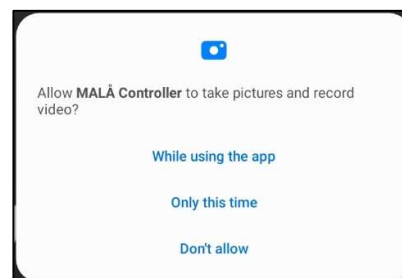 Allow MALÅ Controller to take pictures and record
video?
While using the app
Only this time
Don't allow